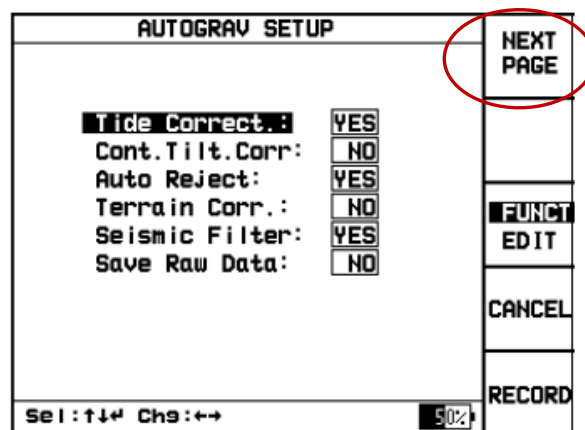 AUTOGRAV SETUP
NEXT
PAGE
Tide Correct.: YES
Cont.Tilt.Corr: NO
Auto Reject: YES
Terrain Corr.: NO
Seismic Filter: YES
Save Raw Data: NO
FUNCT
EDIT
CANCEL
RECORD
Sel:↑↓↵ Chg:←→ 50%